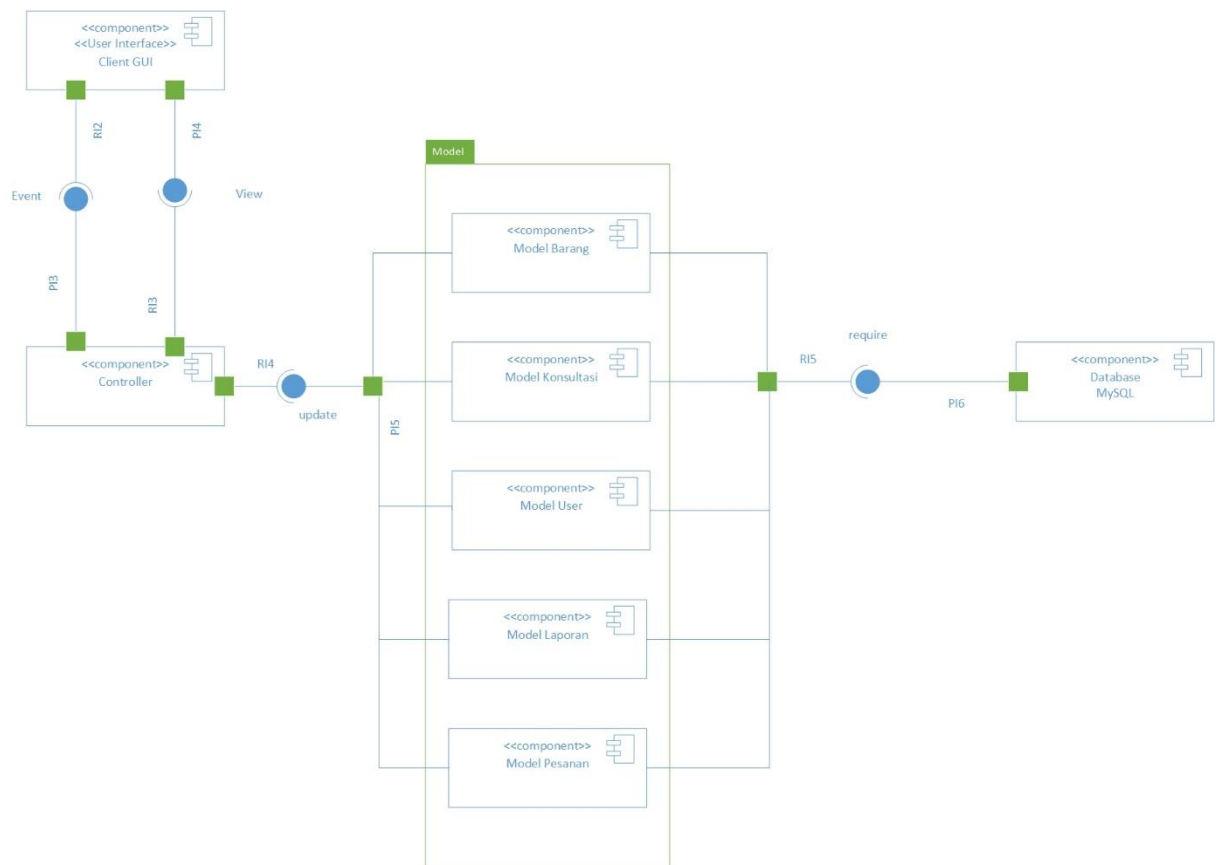 <<component>>
<<User Interface>>
Client GUI
RI2
PI4
Event
View
PI3
RI3
<<component>>
Controller
RI4
update
PI5
Model
<<component>>
Model Barang
<<component>>
Model Konsultasi
<<component>>
Model User
<<component>>
Model Laporan
<<component>>
Model Pesanan
require
RI5
PI6
<<component>>
Database
MySQL